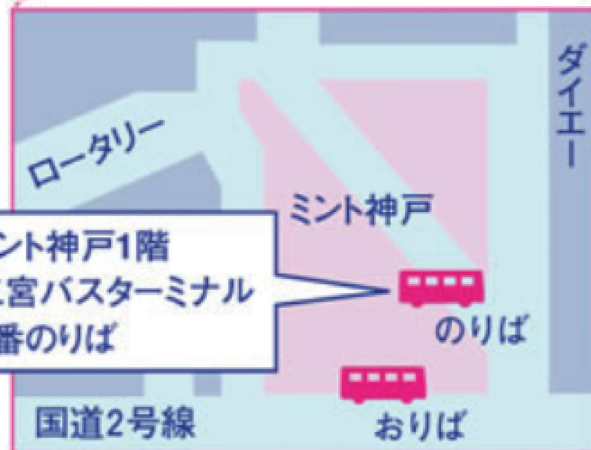 ダイエー
ロータリー
ミント神戸
ント神戸1階
宮バスターミナル
番のりば
のりば
おりば
国道2号線